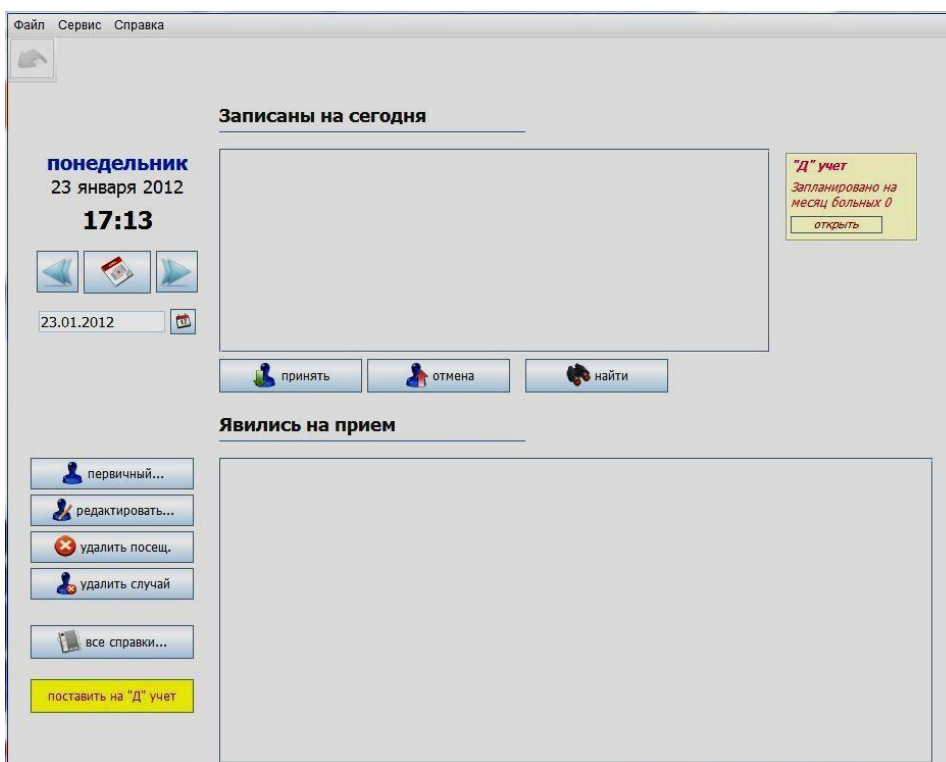 Файл Сервис Справка
Записаны на сегодня
понедельник
23 января 2012
17:13
23.01.2012
"Д" учет
Запланировано на
месяц больных 0
открыть
принять
отмена
найти
Явились на прием
первичный...
редактировать...
удалить посещ.
удалить случай
все справки...
поставить на "Д" учет